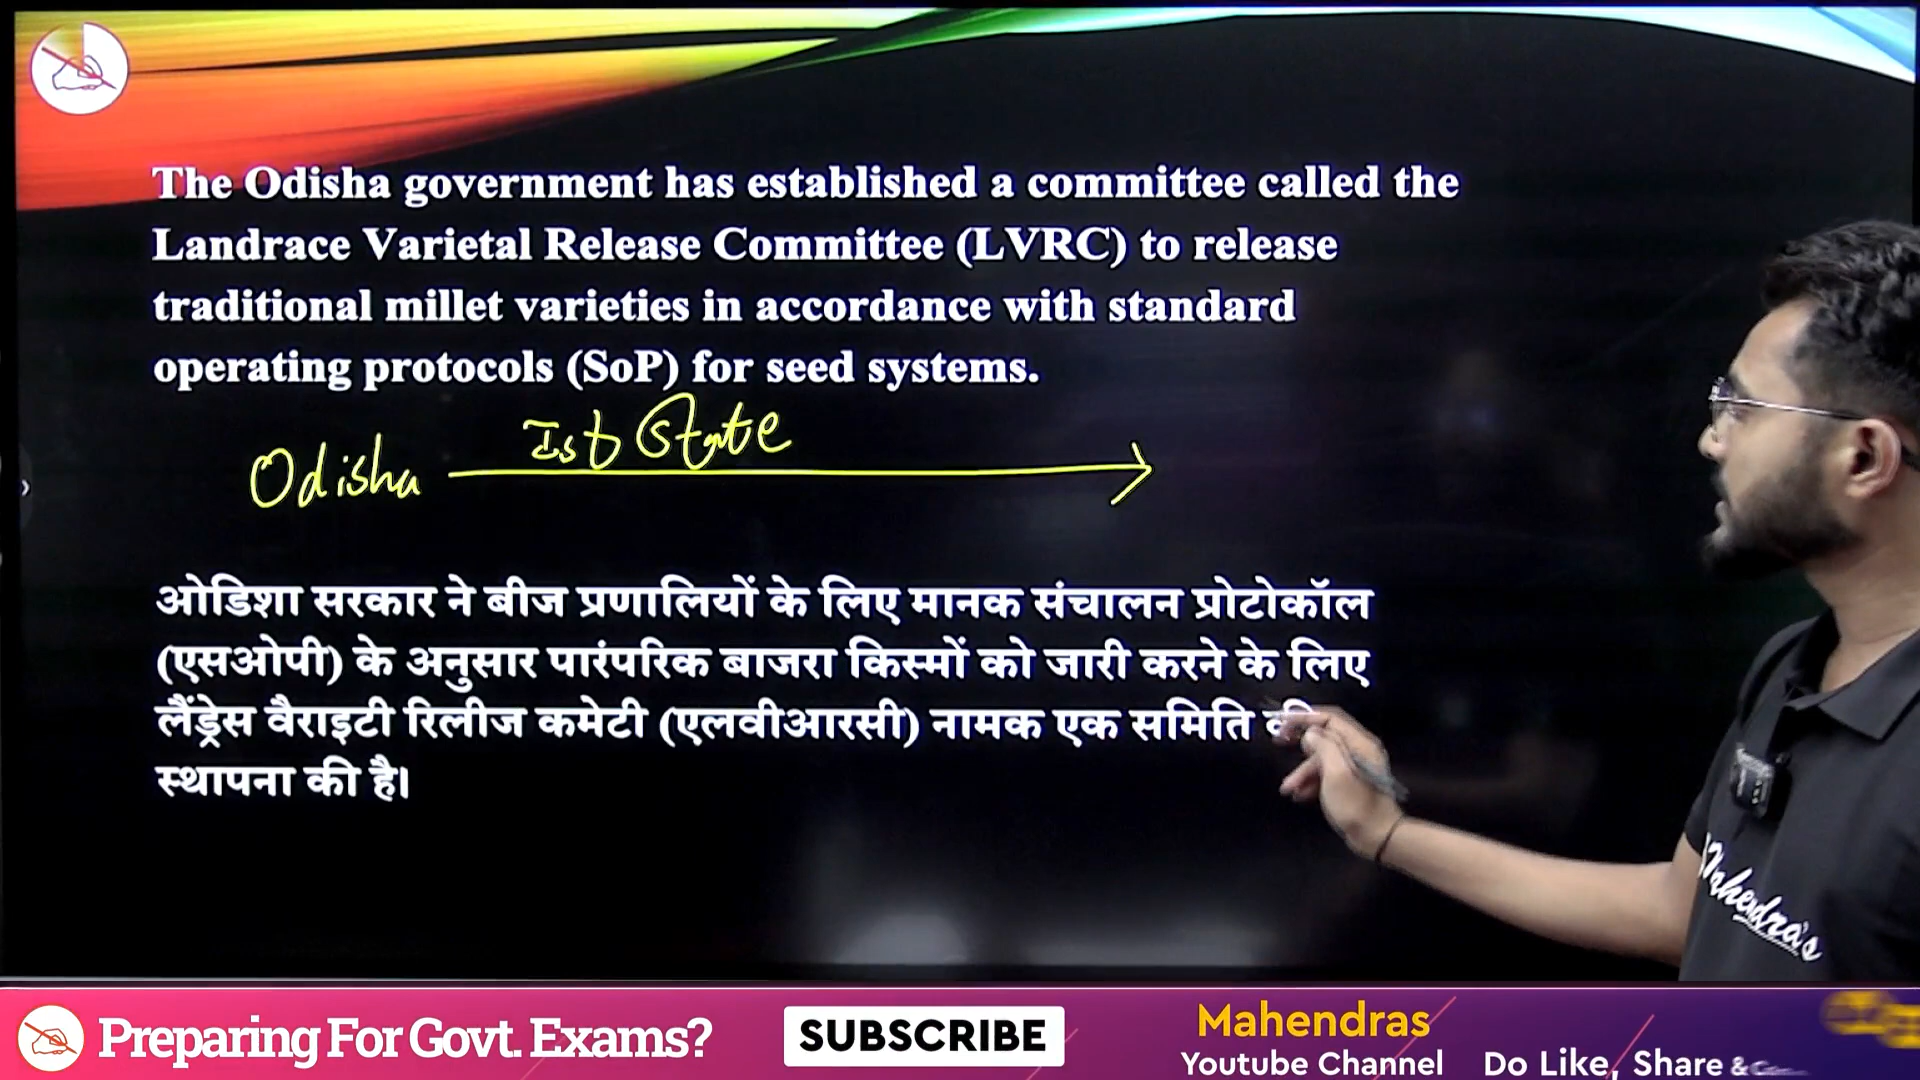 The Odisha government has established a committee called the
Landrace Varietal Release Committee (LVRC) to release
traditional millet varieties in accordance with standard
operating protocols (SoP) for seed systems.
Odisha Ist State
ओडिशा सरकार ने बीज प्रणालियों के लिए मानक संचालन प्रोटोकॉल
(एसओपी) के अनुसार पारंपरिक बाजरा किस्मों को जारी करने के लिए
लैंड्रेस वैराइटी रिलीज कमेटी (एलवीआरसी) नामक एक समिति की
स्थापना की है।
Mahendra's
Preparing For Govt. Exams?
SUBSCRIBE
Mahendras
Youtube Channel
Do Like, Share &